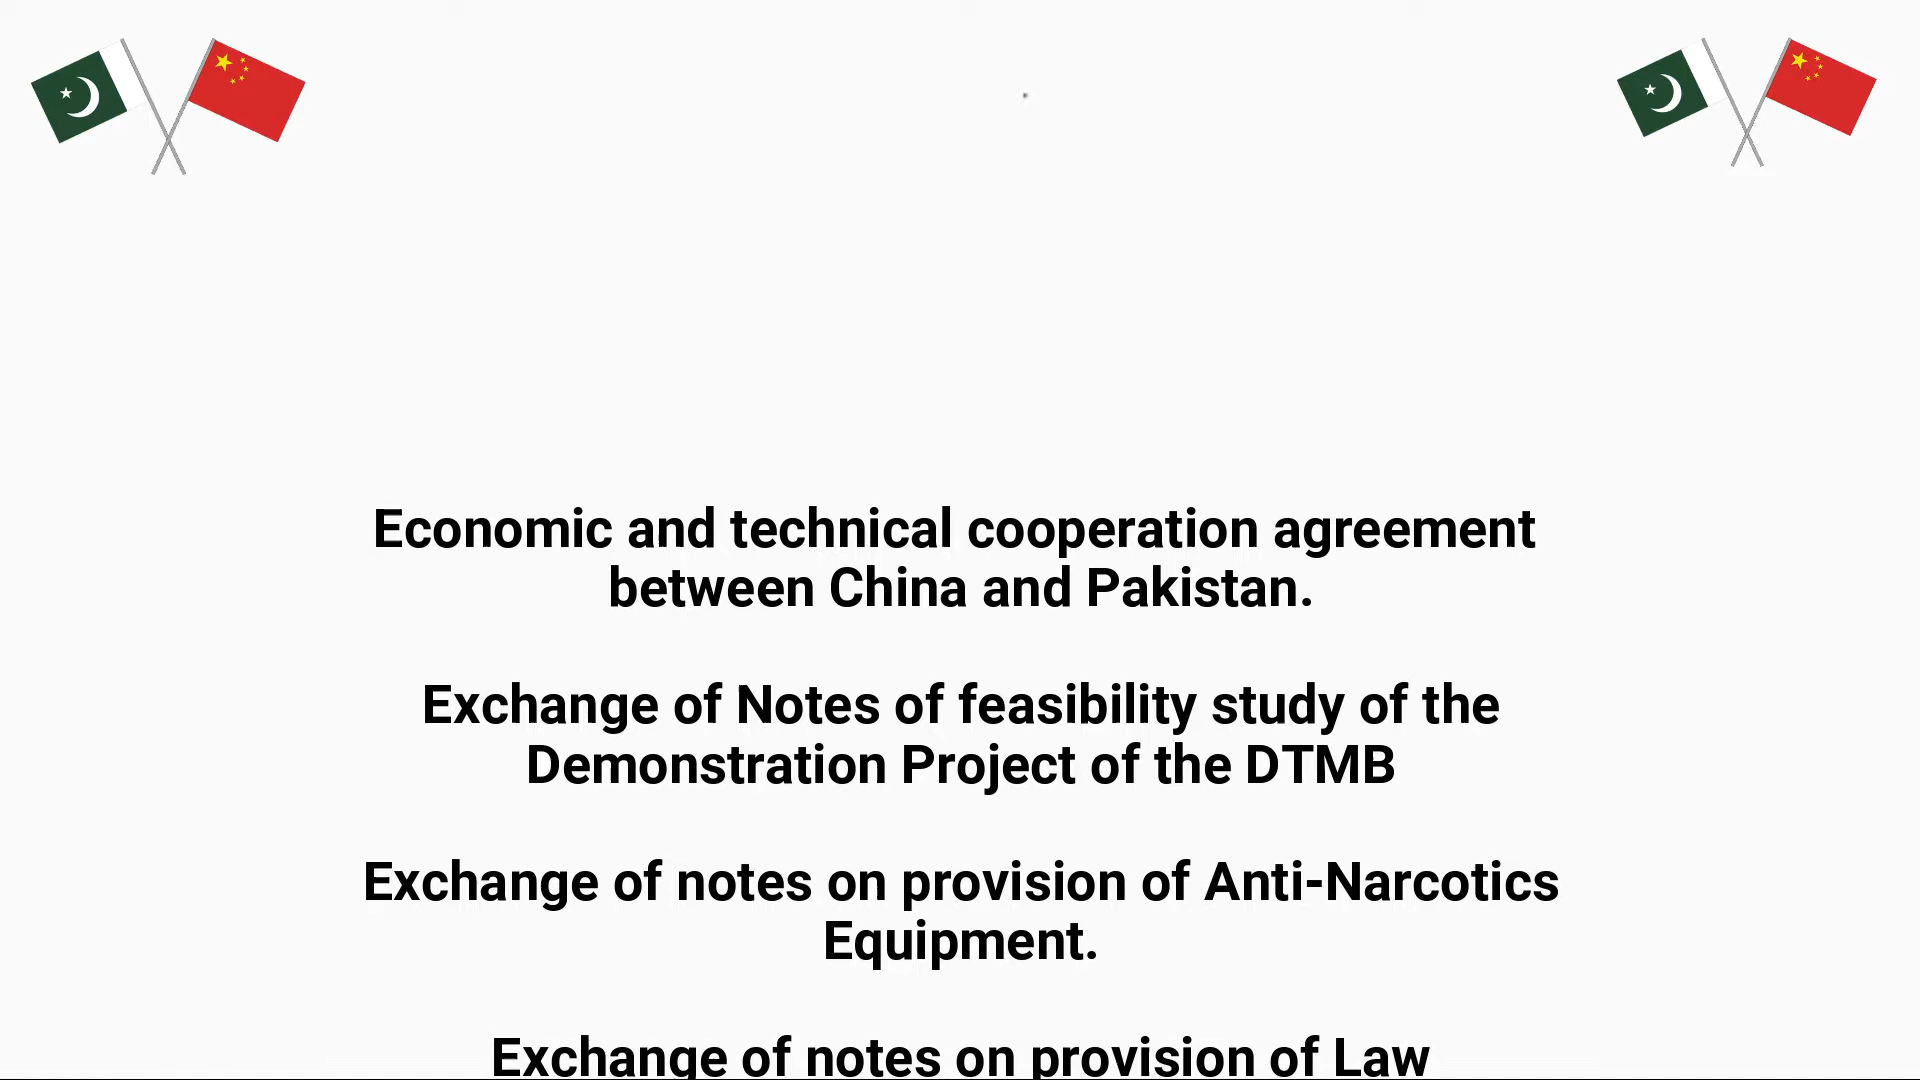 Economic and technical cooperation agreement
between China and Pakistan.
Exchange of Notes of feasibility study of the
Demonstration Project of the DTMB
Exchange of notes on provision of Anti-Narcotics
Equipment.
Exchange of notes on provision of Law